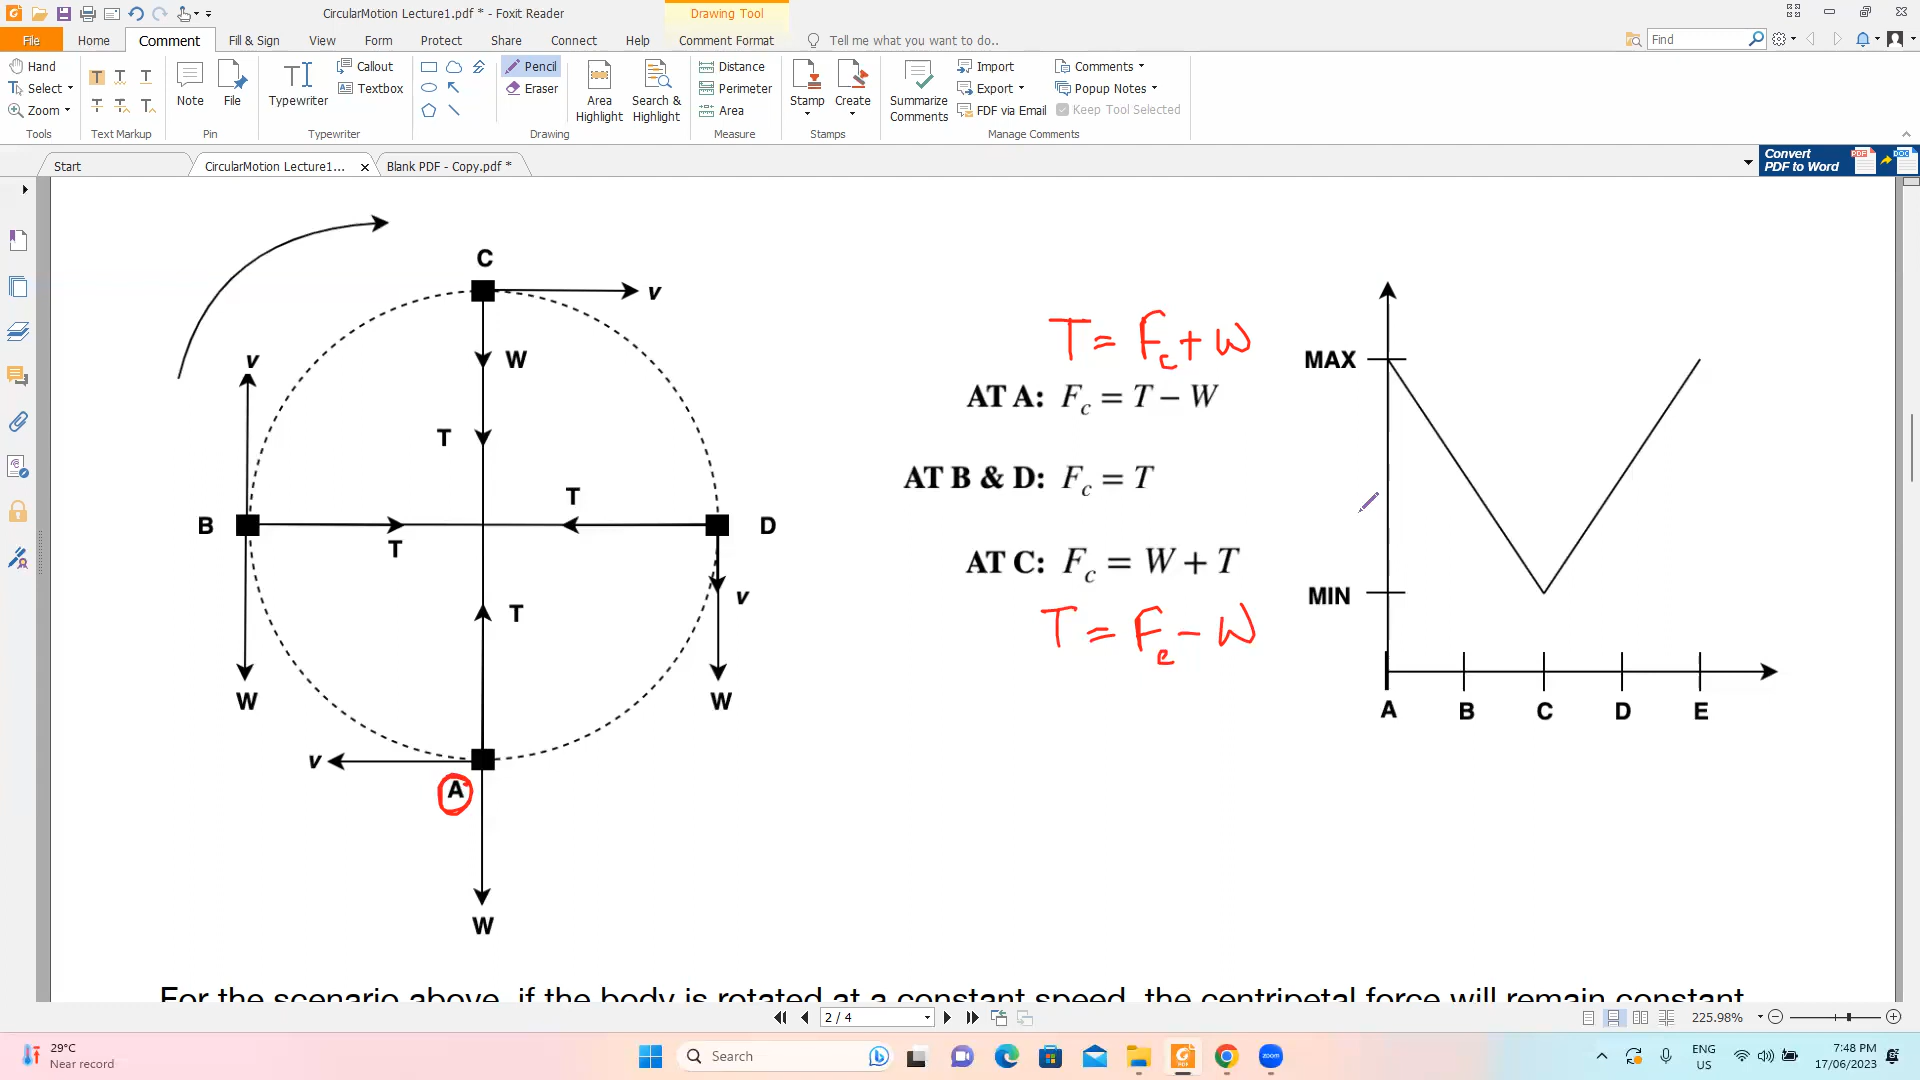 CircularMotion Lecture1.pdf * - Foxit Reader
Drawing Tool
File
Home
Comment
Fill & Sign
View
Form
Protect
Share
Connect
Help
Comment Format
Tell me what you want to do..
Find
Hand
Select
Zoom
Tools
Text Markup
Note
File
Pin
Typewriter
Callout
Textbox
Typewriter
Pencil
Eraser
Area Highlight
Search & Highlight
Drawing
Distance
Perimeter
Area
Measure
Stamp
Create
Stamps
Summarize Comments
Import
Export
FDF via Email
Comments
Popup Notes
Keep Tool Selected
Manage Comments
Start
CircularMotion Lecture1...
Blank PDF - Copy.pdf *
Convert PDF to Word
C
v
W
T
v
B
T
T
D
v
W
T
W
v
A
W
T = Fc + W
AT A: Fc = T − W
AT B & D: Fc = T
AT C: Fc = W + T
T = Fc − W
MAX
MIN
A B C D E
For the scenario above, if the body is rotated at a constant speed, the centripetal force will remain constant
2 / 4
225.98%
29°C
Near record
Search
zoom
ENG
US
7:48 PM
17/06/2023